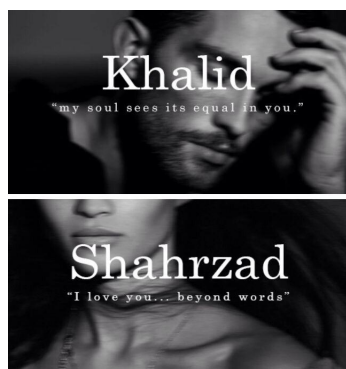 Khalid
“my soul sees its equal in you.”
Shahrzad
“I love you... beyond words”